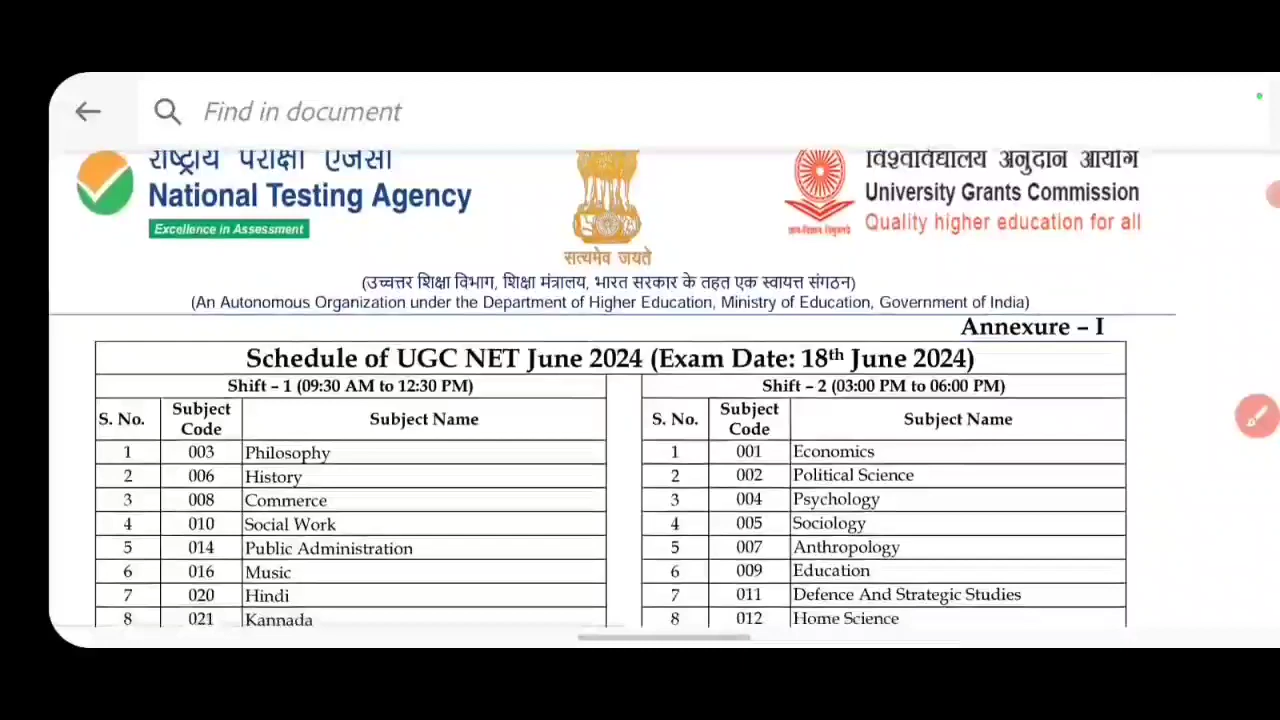 Find in document
राष्ट्रीय परीक्षा एजेंसी
National Testing Agency
Excellence in Assessment
सत्यमेव जयते
विश्वविद्यालय अनुदान आयोग
University Grants Commission
Quality higher education for all
(उच्चत्तर शिक्षा विभाग, शिक्षा मंत्रालय, भारत सरकार के तहत एक स्वायत्त संगठन)
(An Autonomous Organization under the Department of Higher Education, Ministry of Education, Government of India)
Annexure – I
Schedule of UGC NET June 2024 (Exam Date: 18th June 2024)
Shift – 1 (09:30 AM to 12:30 PM) Shift – 2 (03:00 PM to 06:00 PM)
S. No. Subject Code Subject Name S. No. Subject Code Subject Name
1 003 Philosophy 1 001 Economics
2 006 History 2 002 Political Science
3 008 Commerce 3 004 Psychology
4 010 Social Work 4 005 Sociology
5 014 Public Administration 5 007 Anthropology
6 016 Music 6 009 Education
7 020 Hindi 7 011 Defence And Strategic Studies
8 021 Kannada 8 012 Home Science